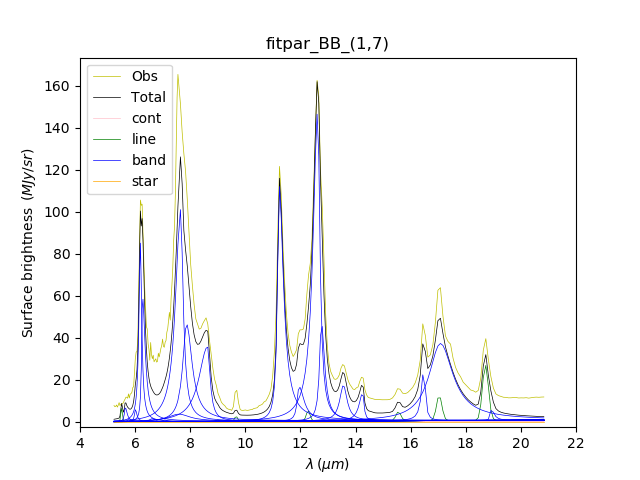 fitpar_BB_(1,7)
Obs
Total
cont
line
band
star
Surface brightness (MJy/sr)
160
140
120
100
80
60
40
20
0
4 6 8 10 12 14 16 18 20 22
λ (μm)